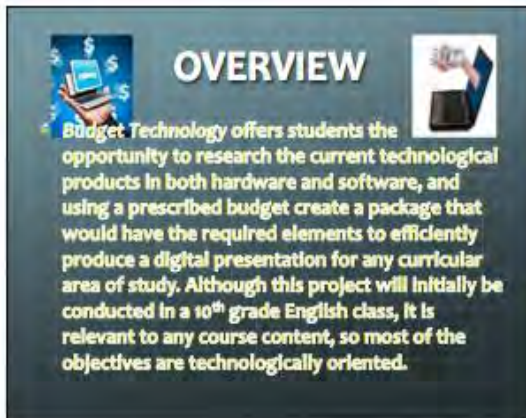 OVERVIEW
Budget Technology offers students the
opportunity to research the current technological
products in both hardware and software, and
using a prescribed budget create a package that
would have the required elements to efficiently
produce a digital presentation for any curricular
area of study. Although this project will initially be
conducted in a 10th grade English class, it is
relevant to any course content, so most of the
objectives are technologically oriented.